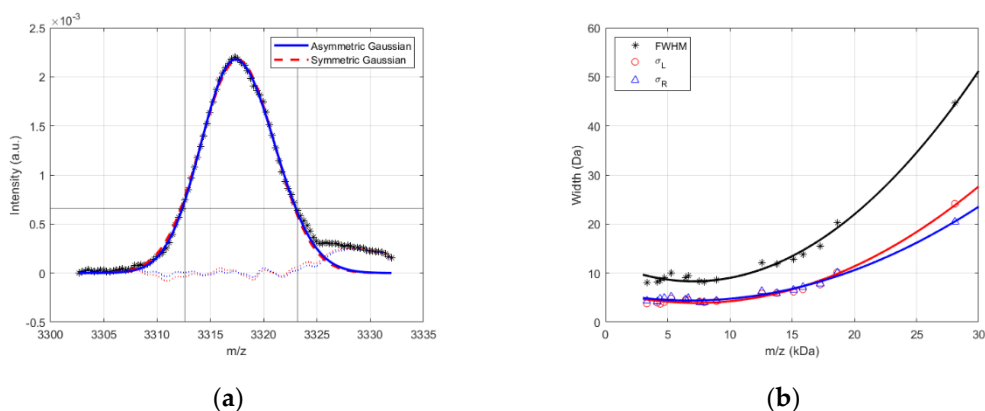 ×10⁻³
2.5
2
1.5
1
0.5
0
-0.5
Intensity (a.u.)
3300 3305 3310 3315 3320 3325 3330 3335
m/z
Asymmetric Gaussian
Symmetric Gaussian
(a)
60
50
40
30
20
10
0
Width (Da)
0 5 10 15 20 25 30
m/z (kDa)
FWHM
σL
σR
(b)